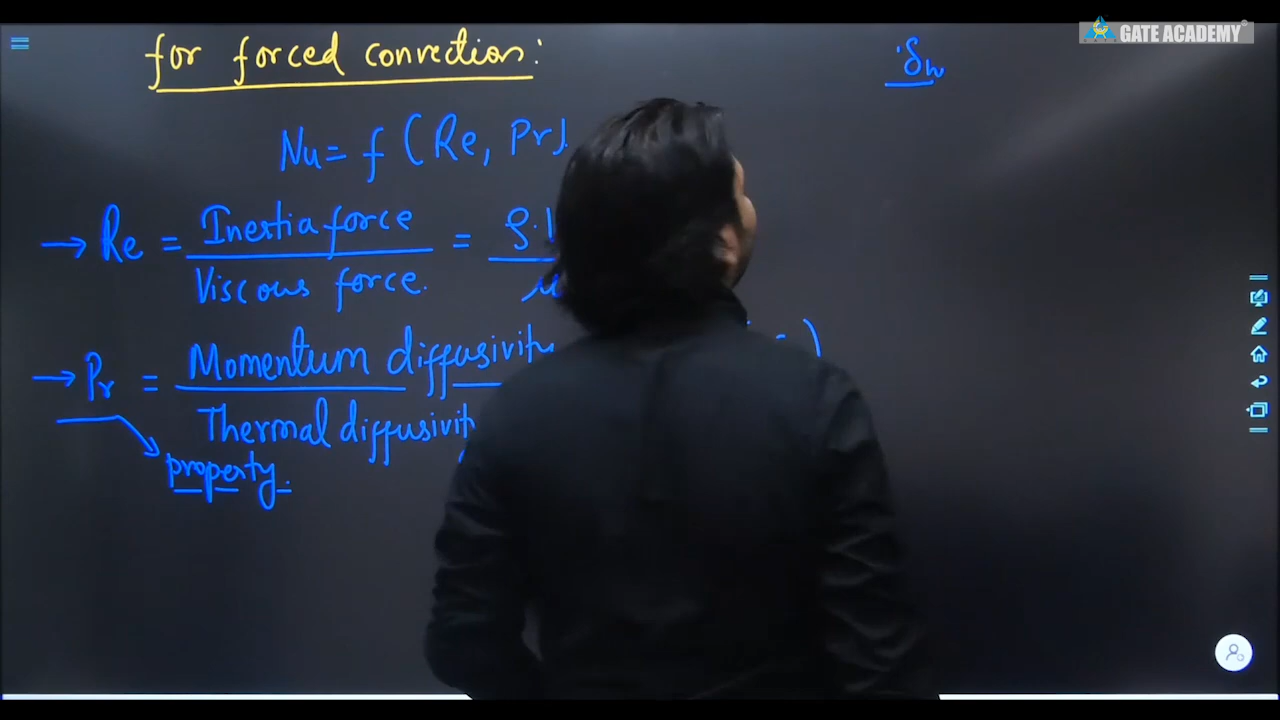 GATE ACADEMY
for forced convection:
δh
Nu = f (Re, Pr)
→ Re = Inertia force / Viscous force. = ρ. / μ
→ Pr = Momentum diffusivity / Thermal diffusivity )
property.